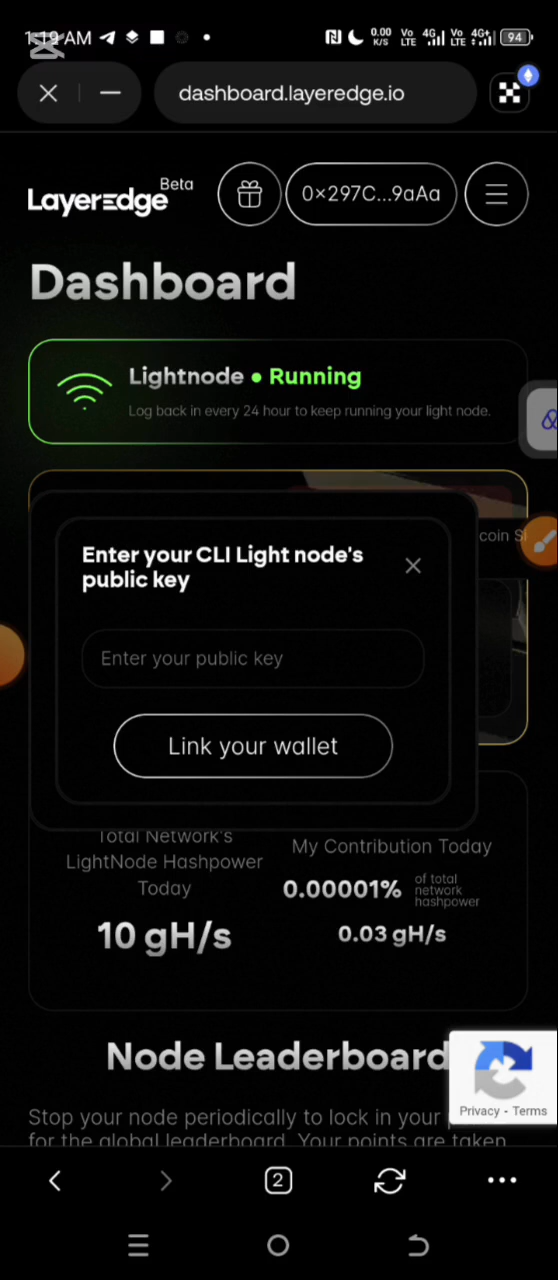 1:19 AM
0.00 K/S Vo LTE 4G Vo LTE 4G+ 94
dashboard.layeredge.io
LayerEdge Beta
0×297C...9aAa
Dashboard
Lightnode • Running
Log back in every 24 hour to keep running your light node.
coin Si
Enter your CLI Light node's
public key
Enter your public key
Link your wallet
Total Network's
LightNode Hashpower
Today
10 gH/s
My Contribution Today
0.00001% of total
network
hashpower
0.03 gH/s
Node Leaderboard
Privacy - Terms
Stop your node periodically to lock in your
for the global leaderboard. Your points are taken
2